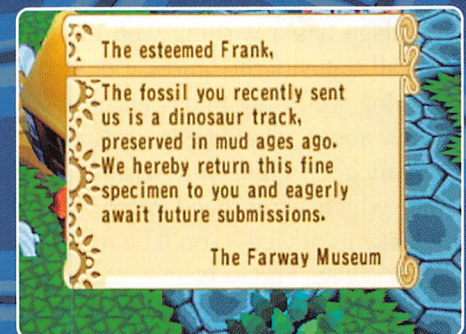 The esteemed Frank,
The fossil you recently sent
us is a dinosaur track,
preserved in mud ages ago.
We hereby return this fine
specimen to you and eagerly
await future submissions.
The Farway Museum